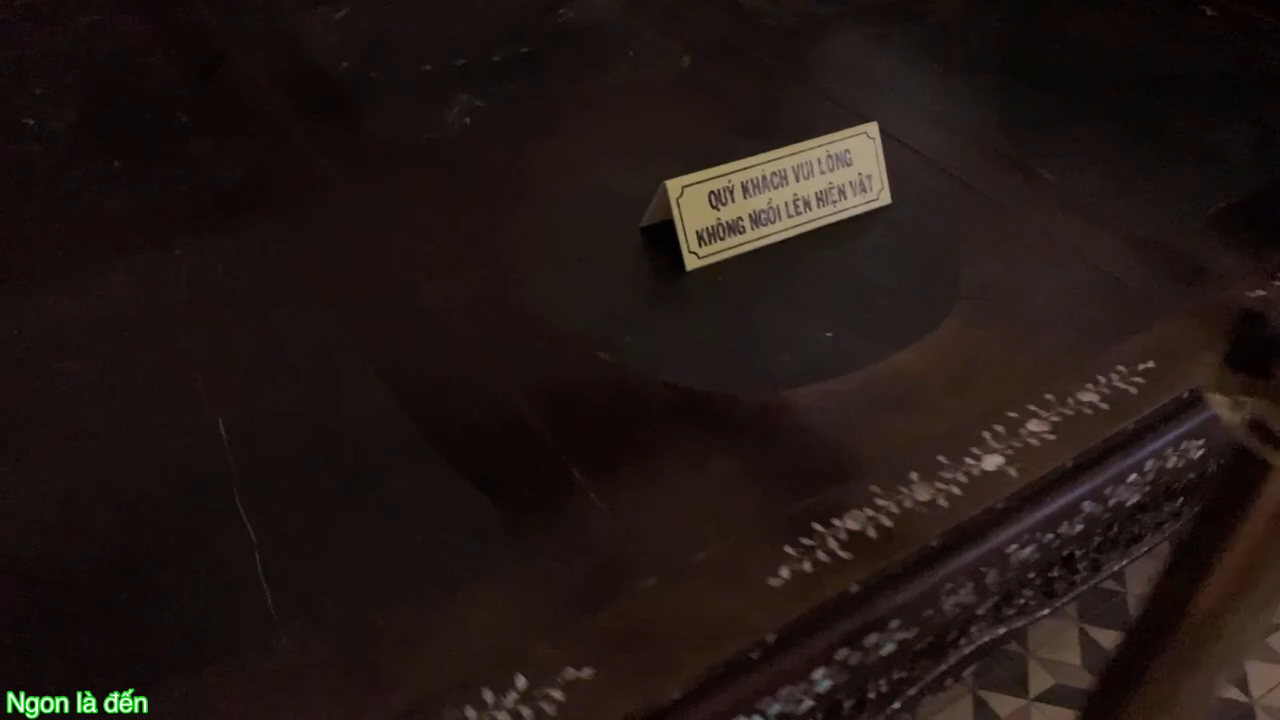 QUÝ KHÁCH VUI LÒNG
KHÔNG NGỒI LÊN HIỆN VẬT
Ngon là đến